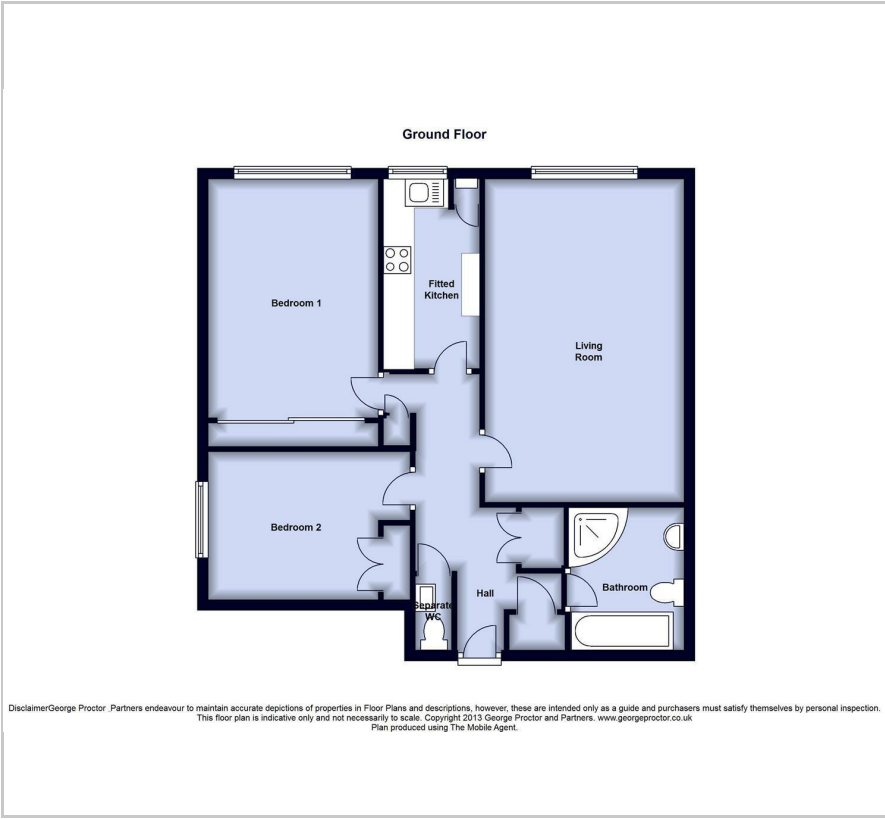 Ground Floor
Bedroom 1
Fitted
Kitchen
Living
Room
Bedroom 2
Separate
WC
Hall
Bathroom
DisclaimerGeorge Proctor .Partners endeavour to maintain accurate depictions of properties in Floor Plans and descriptions, however, these are intended only as a guide and purchasers must satisfy themselves by personal inspection.
This floor plan is indicative only and not necessarily to scale. Copyright 2013 George Proctor and Partners. www.georgeproctor.co.uk
Plan produced using The Mobile Agent.